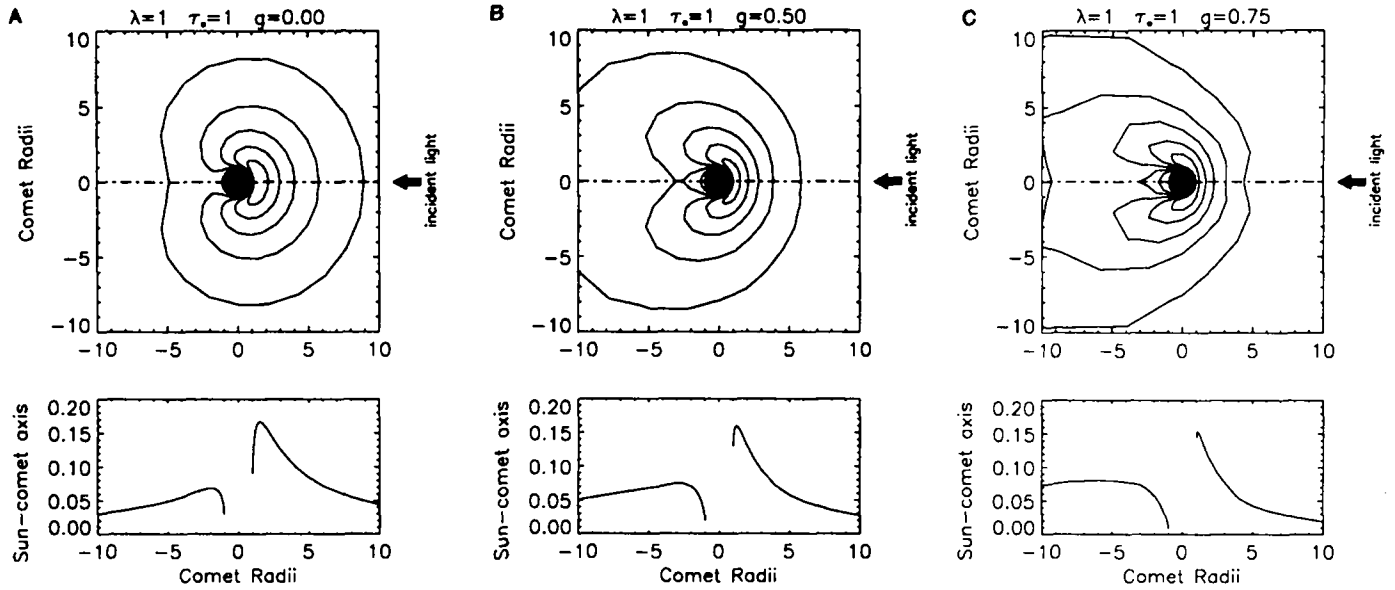 A
λ=1 τ₀=1 g=0.00
10
5
0
−5
−10
Comet Radii
−10 −5 0 5 10
incident light
0.20
0.15
0.10
0.05
0.00
Sun−comet axis
−10 −5 0 5 10
Comet Radii
B
λ=1 τ₀=1 g=0.50
10
5
0
−5
−10
Comet Radii
−10 −5 0 5 10
incident light
0.20
0.15
0.10
0.05
0.00
Sun−comet axis
−10 −5 0 5 10
Comet Radii
C
λ=1 τ₀=1 g=0.75
10
5
0
−5
−10
Comet Radii
−10 −5 0 5 10
incident light
0.20
0.15
0.10
0.05
0.00
Sun−comet axis
−10 −5 0 5 10
Comet Radii